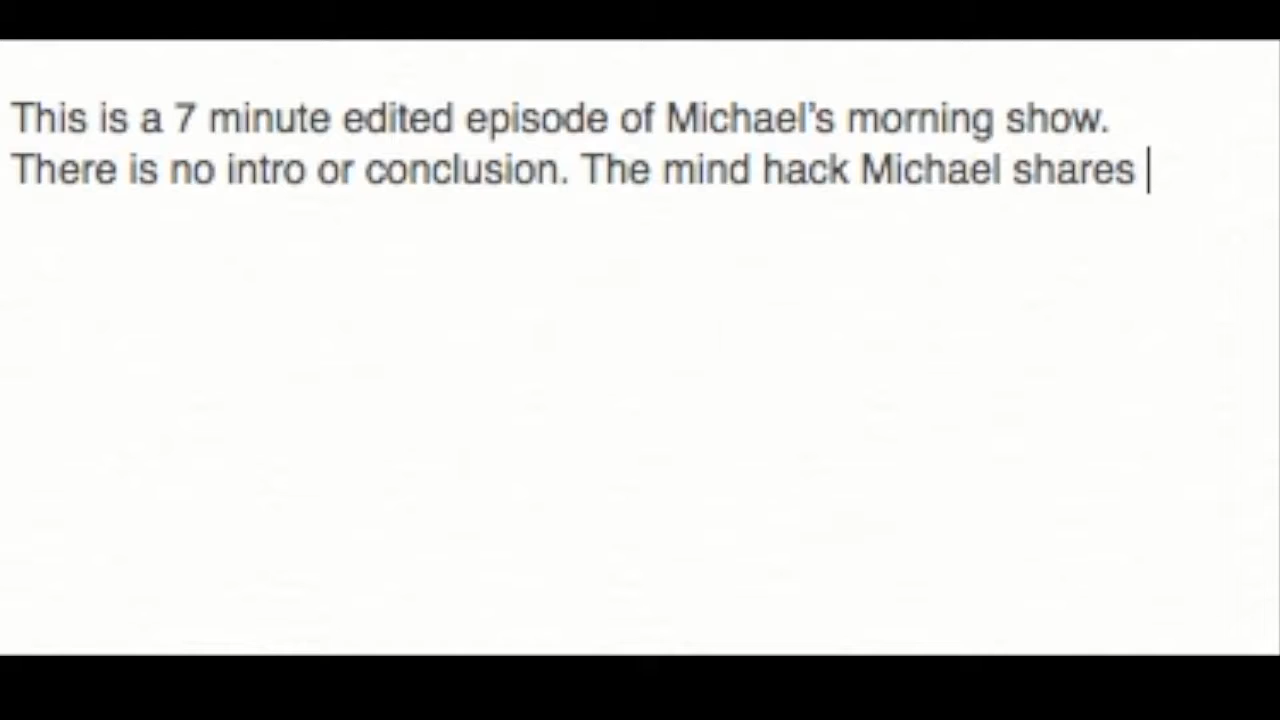 This is a 7 minute edited episode of Michael's morning show.
There is no intro or conclusion. The mind hack Michael shares